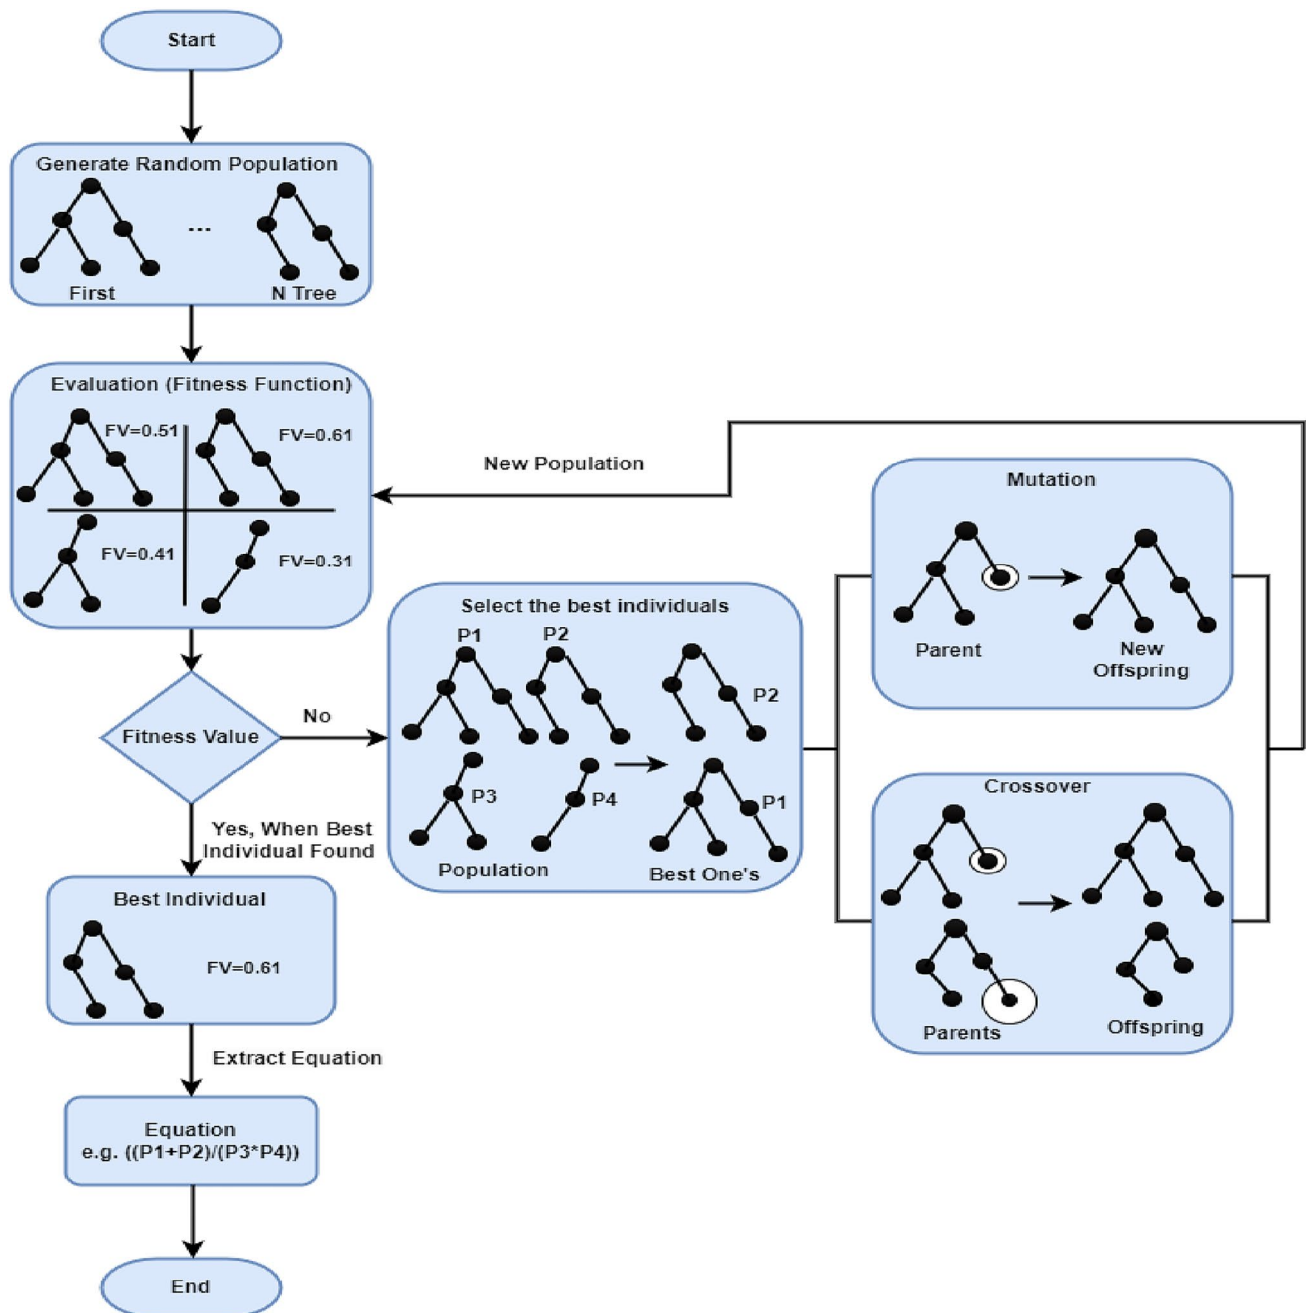 Start
Generate Random Population
...
First
N Tree
Evaluation (Fitness Function)
FV=0.51
FV=0.61
FV=0.41
FV=0.31
New Population
Fitness Value
No
Yes, When Best
Individual Found
Select the best individuals
P1
P2
P2
P3
P4
P1
Population
Best One's
Mutation
Parent
New
Offspring
Crossover
Parents
Offspring
Best Individual
FV=0.61
Extract Equation
Equation
e.g. ((P1+P2)/(P3*P4))
End